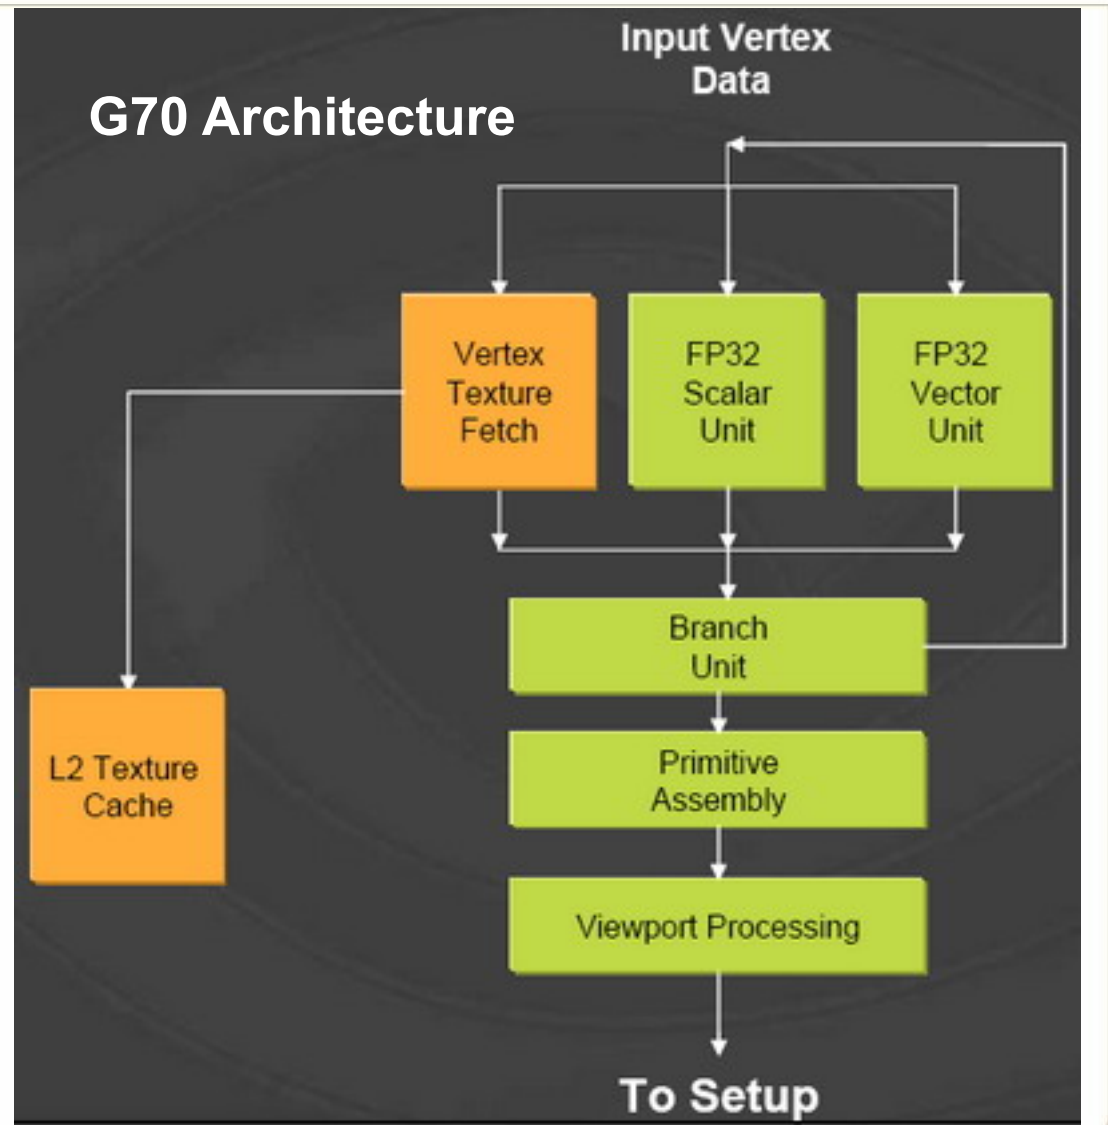 Input Vertex
Data
G70 Architecture
Vertex
Texture
Fetch
FP32
Scalar
Unit
FP32
Vector
Unit
Branch
Unit
L2 Texture
Cache
Primitive
Assembly
Viewport Processing
To Setup